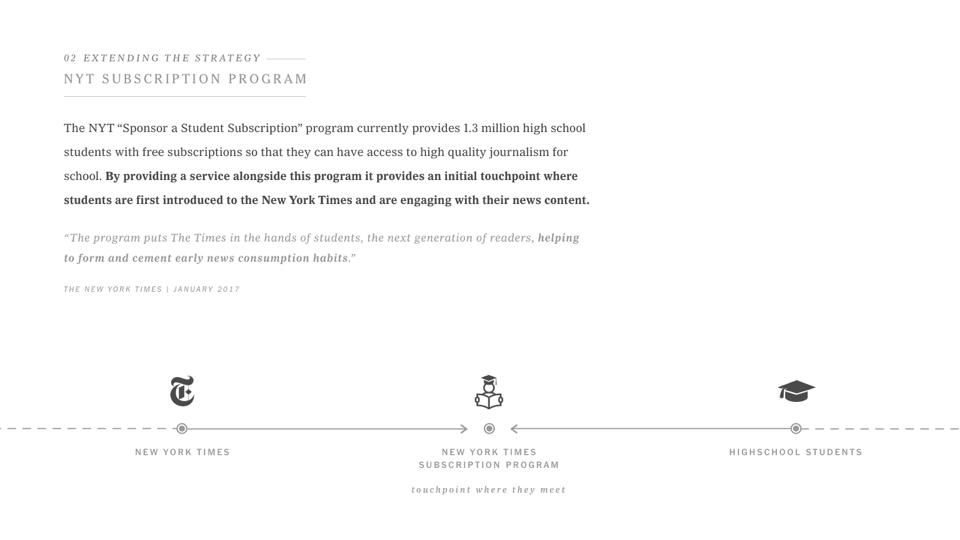 02 EXTENDING THE STRATEGY
NYT SUBSCRIPTION PROGRAM
The NYT “Sponsor a Student Subscription” program currently provides 1.3 million high school
students with free subscriptions so that they can have access to high quality journalism for
school. By providing a service alongside this program it provides an initial touchpoint where
students are first introduced to the New York Times and are engaging with their news content.
“The program puts The Times in the hands of students, the next generation of readers, helping
to form and cement early news consumption habits.”
THE NEW YORK TIMES | JANUARY 2017
T
NEW YORK TIMES
NEW YORK TIMES
SUBSCRIPTION PROGRAM
touchpoint where they meet
HIGHSCHOOL STUDENTS